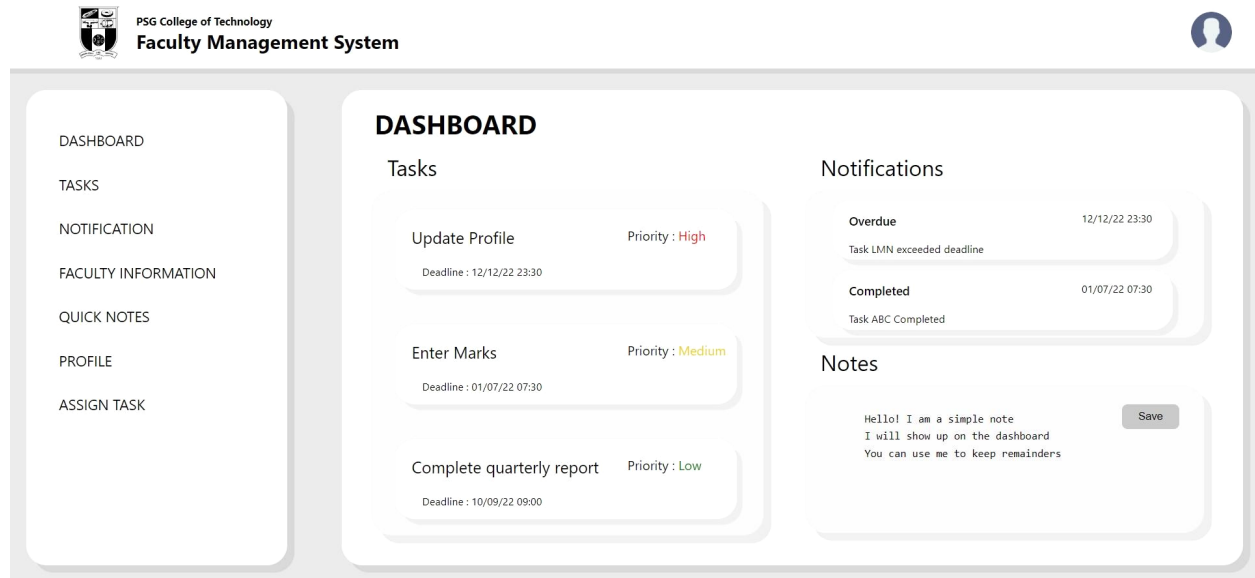 PSG College of Technology
Faculty Management System
DASHBOARD
TASKS
NOTIFICATION
FACULTY INFORMATION
QUICK NOTES
PROFILE
ASSIGN TASK
DASHBOARD
Tasks
Update Profile
Priority : High
Deadline : 12/12/22 23:30
Enter Marks
Priority : Medium
Deadline : 01/07/22 07:30
Complete quarterly report
Priority : Low
Deadline : 10/09/22 09:00
Notifications
Overdue
12/12/22 23:30
Task LMN exceeded deadline
Completed
01/07/22 07:30
Task ABC Completed
Notes
Hello! I am a simple note
I will show up on the dashboard
You can use me to keep remainders
Save